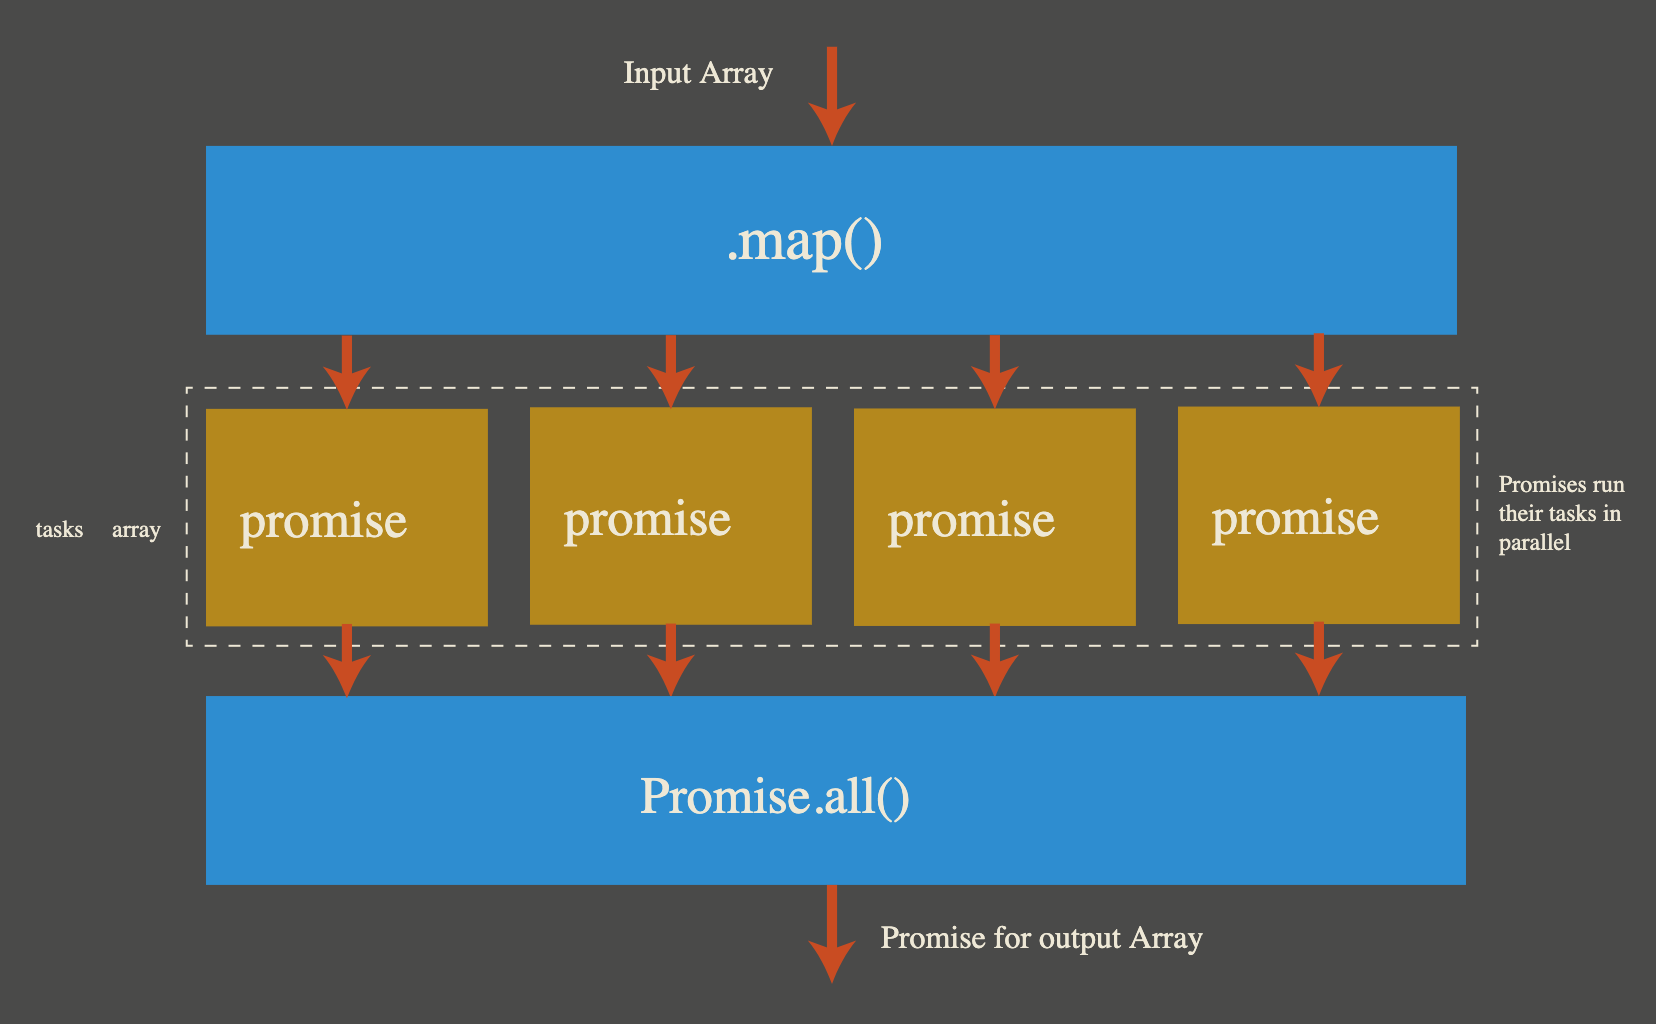 Input Array
.map()
promise
promise
promise
promise
tasks array
Promises run
their tasks in
parallel
Promise.all()
Promise for output Array